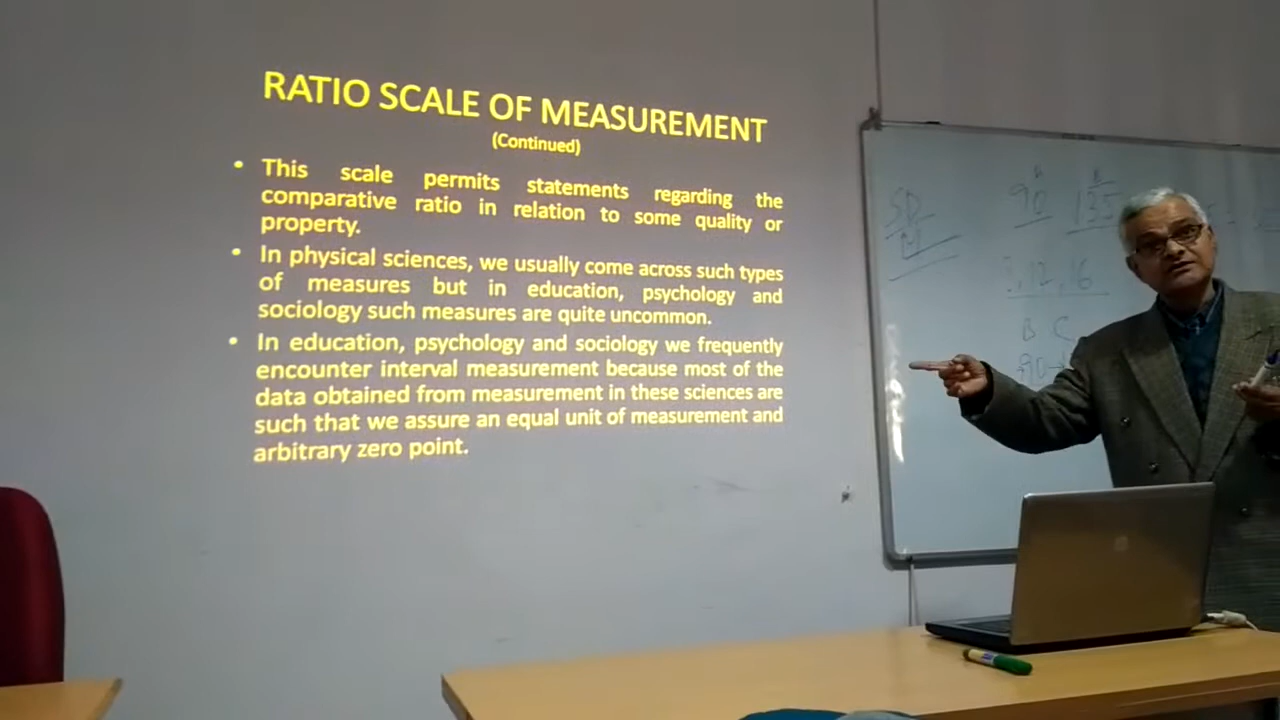 RATIO SCALE OF MEASUREMENT
(Continued)
• This scale permits statements regarding the
comparative ratio in relation to some quality or
property.
• In physical sciences, we usually come across such types
of measures but in education, psychology and
sociology such measures are quite uncommon.
• In education, psychology and sociology we frequently
encounter interval measurement because most of the
data obtained from measurement in these sciences are
such that we assure an equal unit of measurement and
arbitrary zero point.
90 135
12, 16
B C
90